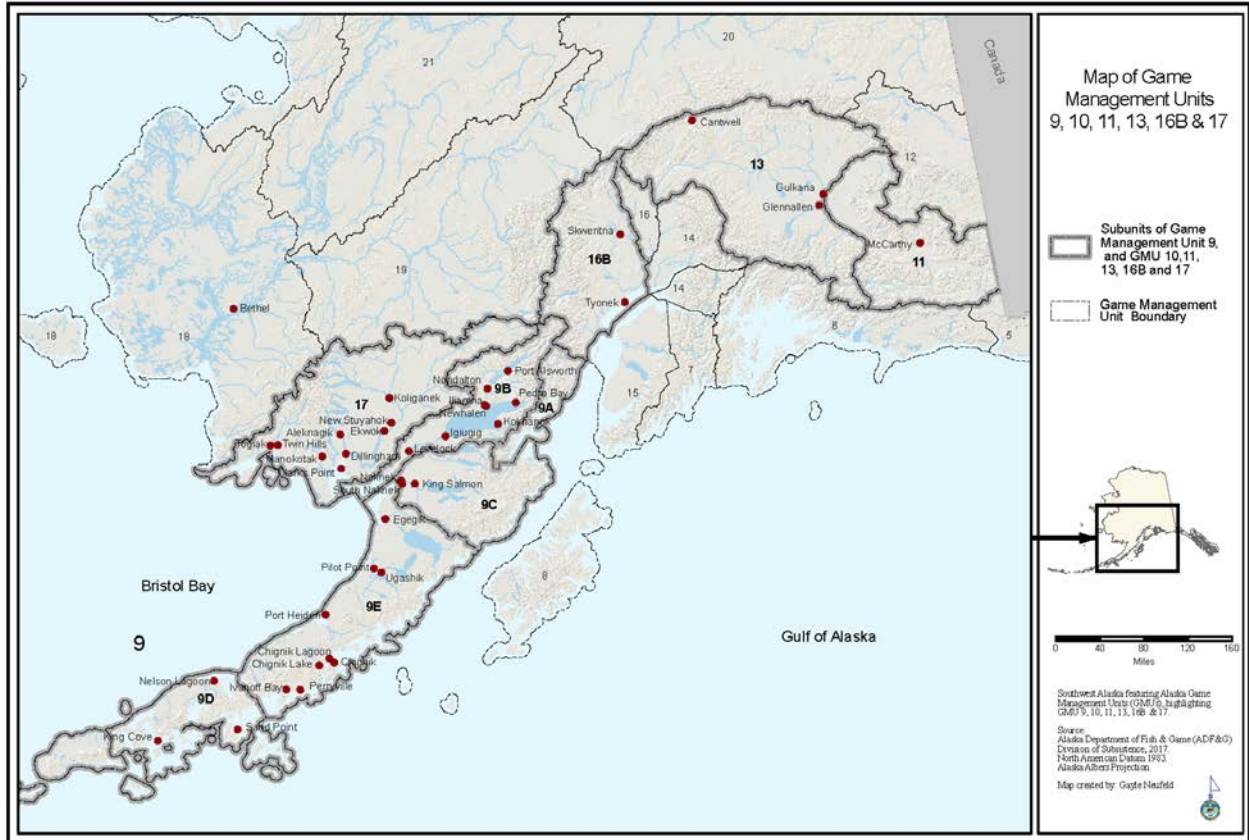 20
21
Canada
Cantwell
13
12
Gulkana
Glennallen
16
14
Skwentna
McCarthy
11
16B
19
Tyonek
14
Bethel
18
18
6
5
7
15
Port Alsworth
Nondalton
9B
Pedro Bay
Iliamna
Newhalen
9A
17
Koliganek
New Stuyahok
Kokhanok
Aleknagik
Ekwok
Igiugig
Togiak
Twin Hills
Levelock
Manokotak
Dillingham
Clarks Point
Naknek
South Naknek
King Salmon
9C
Egegik
8
Pilot Point
Ugashik
Bristol Bay
9E
Port Heiden
Gulf of Alaska
9
Chignik Lagoon
Chignik Lake
Chignik
Nelson Lagoon
Ivanoff Bay
Perryville
9D
Sand Point
King Cove
Map of Game
Management Units
9, 10, 11, 13, 16B & 17
Subunits of Game
Management Unit 9,
and GMU 10,11,
13, 16B and 17
Game Management
Unit Boundary
0 40 80 120 160
Miles
Southwest Alaska featuring Alaska Game
Management Units (GMU), highlighting
GMU 9, 10, 11, 13, 16B & 17.
Source:
Alaska Department of Fish & Game (ADF&G)
Division of Subsistence, 2017.
North American Datum 1983.
Alaska Albers Projection.
Map created by: Gayle Neufeld